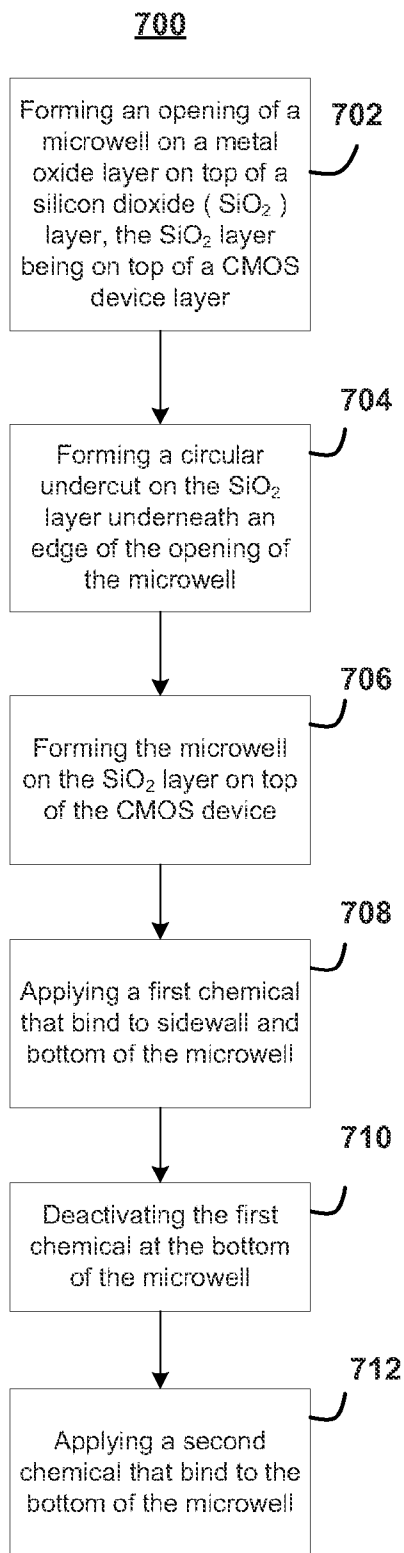 700
702
Forming an opening of a
microwell on a metal
oxide layer on top of a
silicon dioxide ( SiO₂ )
layer, the SiO₂ layer
being on top of a CMOS
device layer
704
Forming a circular
undercut on the SiO₂
layer underneath an
edge of the opening of
the microwell
706
Forming the microwell
on the SiO₂ layer on top
of the CMOS device
708
Applying a first chemical
that bind to sidewall and
bottom of the microwell
710
Deactivating the first
chemical at the bottom
of the microwell
712
Applying a second
chemical that bind to the
bottom of the microwell